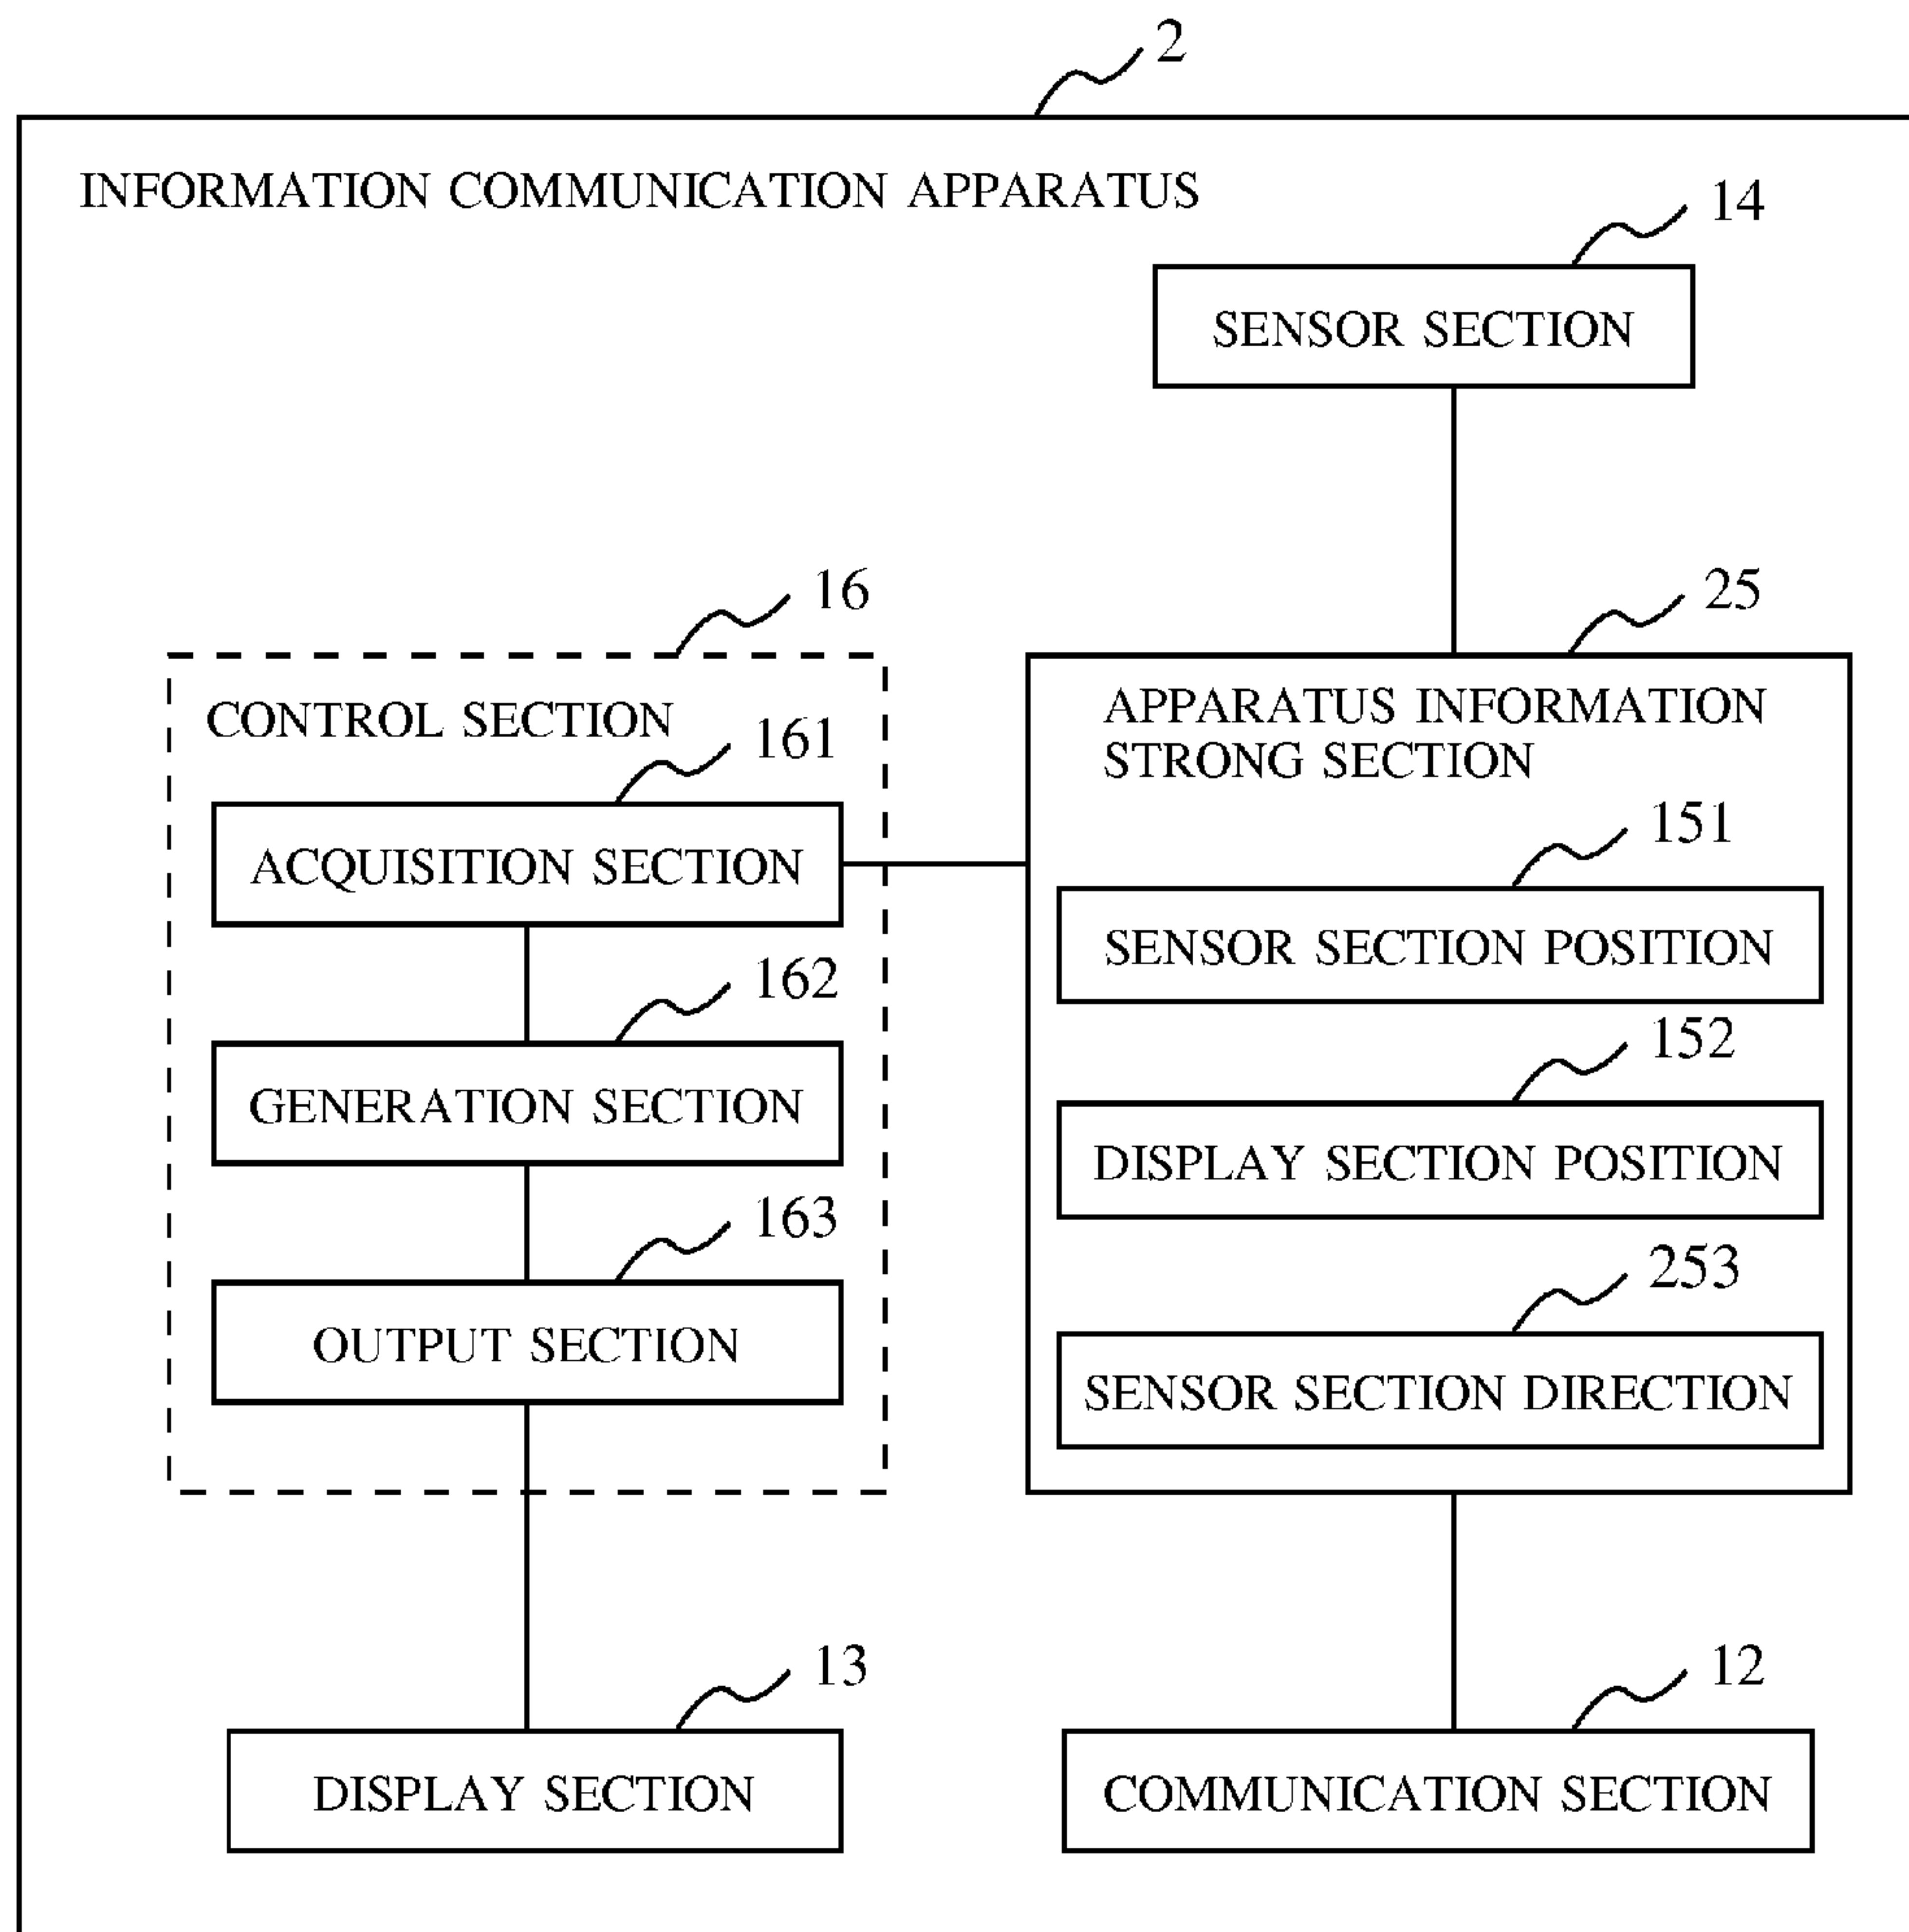 2
INFORMATION COMMUNICATION APPARATUS
14
SENSOR SECTION
16
25
CONTROL SECTION
161
ACQUISITION SECTION
162
GENERATION SECTION
163
OUTPUT SECTION
APPARATUS INFORMATION
STRONG SECTION
151
SENSOR SECTION POSITION
152
DISPLAY SECTION POSITION
253
SENSOR SECTION DIRECTION
13
DISPLAY SECTION
12
COMMUNICATION SECTION